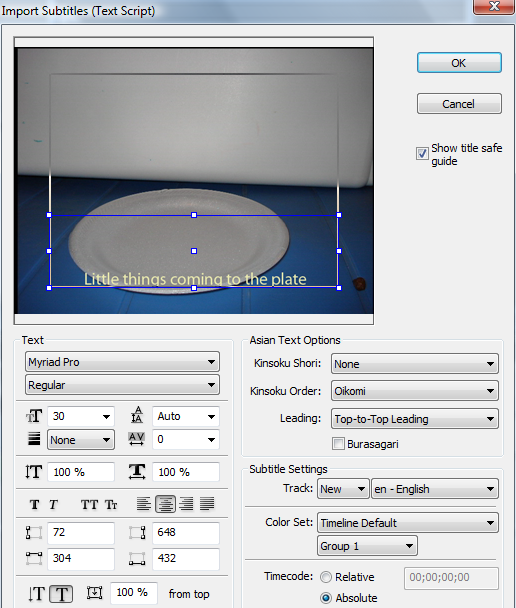 Import Subtitles (Text Script)
OK
Cancel
Show title safe
guide
Little things coming to the plate
Text
Myriad Pro
Regular
30
Auto
None
0
100 %
100 %
T T TT Tr
72
648
304
432
100 % from top
Asian Text Options
Kinsoku Shori: None
Kinsoku Order: Oikomi
Leading: Top-to-Top Leading
Burasagari
Subtitle Settings
Track: New en - English
Color Set: Timeline Default
Group 1
Timecode: Relative 00;00;00;00
Absolute